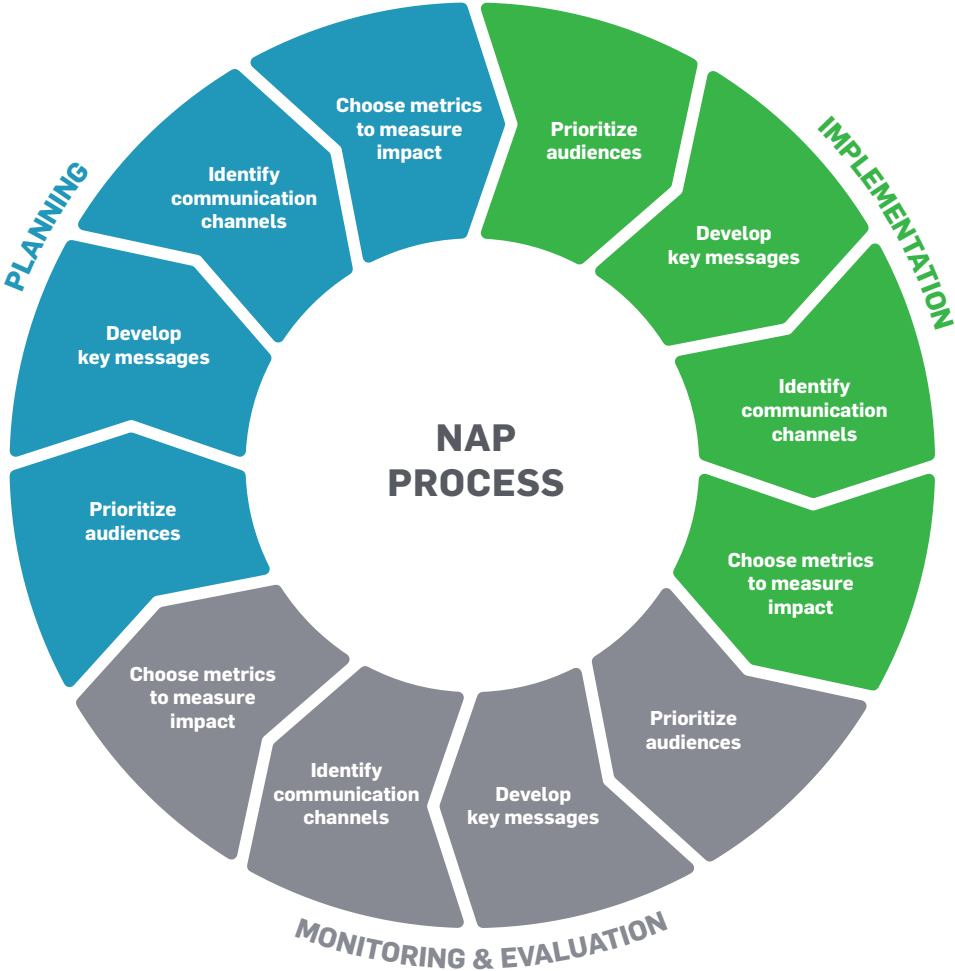 NAP
PROCESS
PLANNING
Prioritize
audiences
Develop
key messages
Identify
communication
channels
Choose metrics
to measure
impact
IMPLEMENTATION
Prioritize
audiences
Develop
key messages
Identify
communication
channels
Choose metrics
to measure
impact
MONITORING & EVALUATION
Prioritize
audiences
Develop
key messages
Identify
communication
channels
Choose metrics
to measure
impact